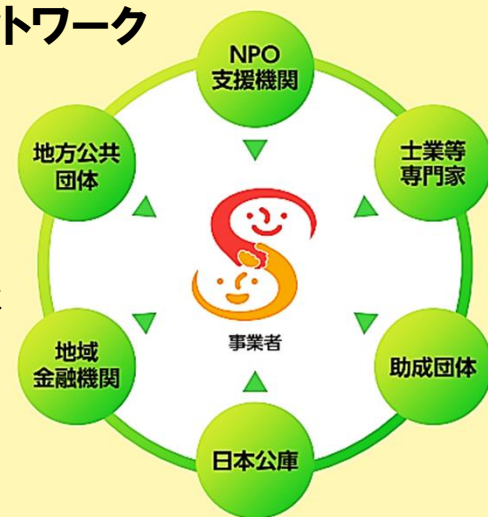 トワーク
NPO
支援機関
地方公共
団体
士業等
専門家
事業者
地域
金融機関
助成団体
日本公庫